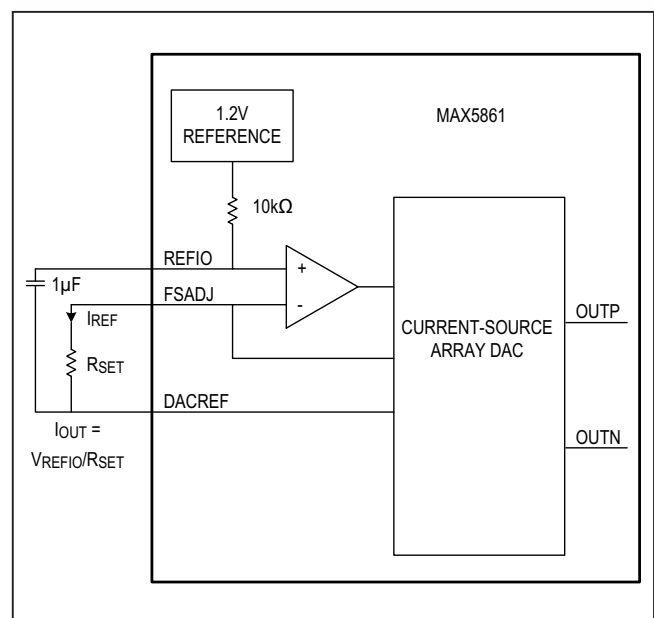 1.2V
REFERENCE
MAX5861
10kΩ
REFIO
+
1µF
FSADJ
-
IREF
RSET
CURRENT-SOURCE
ARRAY DAC
OUTP
DACREF
IOUT =
VREFIO/RSET
OUTN